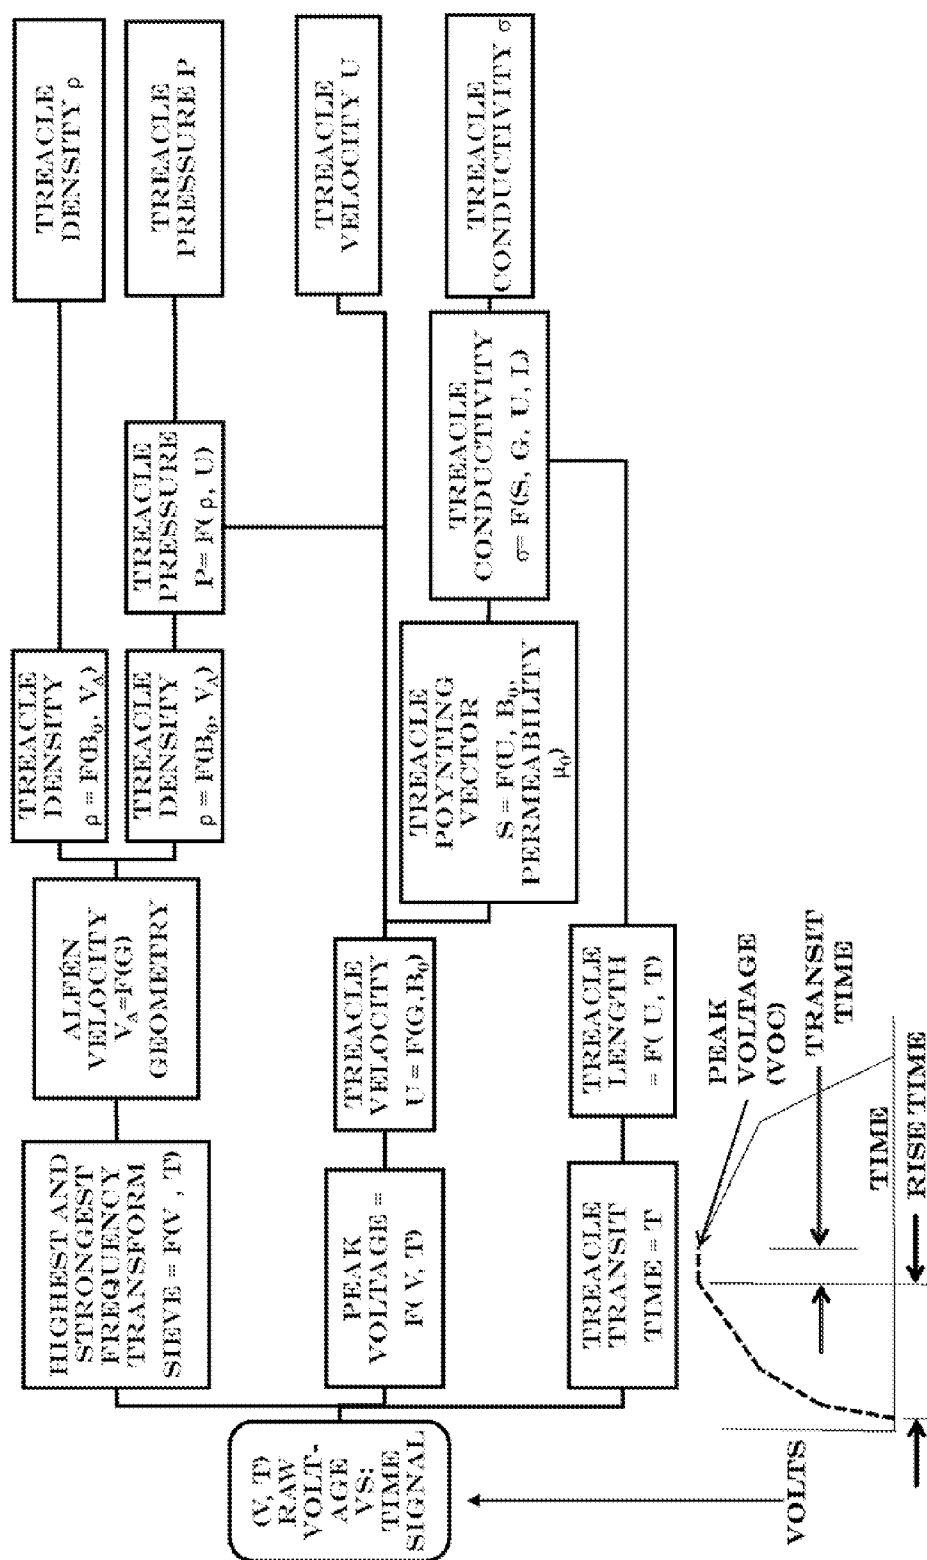 (V, T)
RAW
VOLT-
AGE
VS:
TIME
SIGNAL
HIGHEST AND
STRONGEST
FREQUENCY
TRANSFORM
SIEVE = F(V , T)
ALFEN
VELOCITY
V_A=F(G)
GEOMETRY
TREACLE
DENSITY
ρ = F(B₀, V_A)
TREACLE
DENSITY ρ
TREACLE
DENSITY
ρ = F(B₀, V_A)
TREACLE
PRESSURE
P= F( ρ, U)
TREACLE
PRESSURE P
PEAK
VOLTAGE =
F( V, T)
TREACLE
VELOCITY
U = F(G,B₀)
TREACLE
VELOCITY U
TREACLE
POYNTING
VECTOR
S = F(U, B₀,
PERMEABILITY
μ₀)
TREACLE
CONDUCTIVITY
σ= F(S, G, U, L)
TREACLE
CONDUCTIVITY σ
TREACLE
TRANSIT
TIME = T
TREACLE
LENGTH
= F( U, T)
VOLTS
PEAK
VOLTAGE
(VOC)
TRANSIT
TIME
TIME
RISE TIME